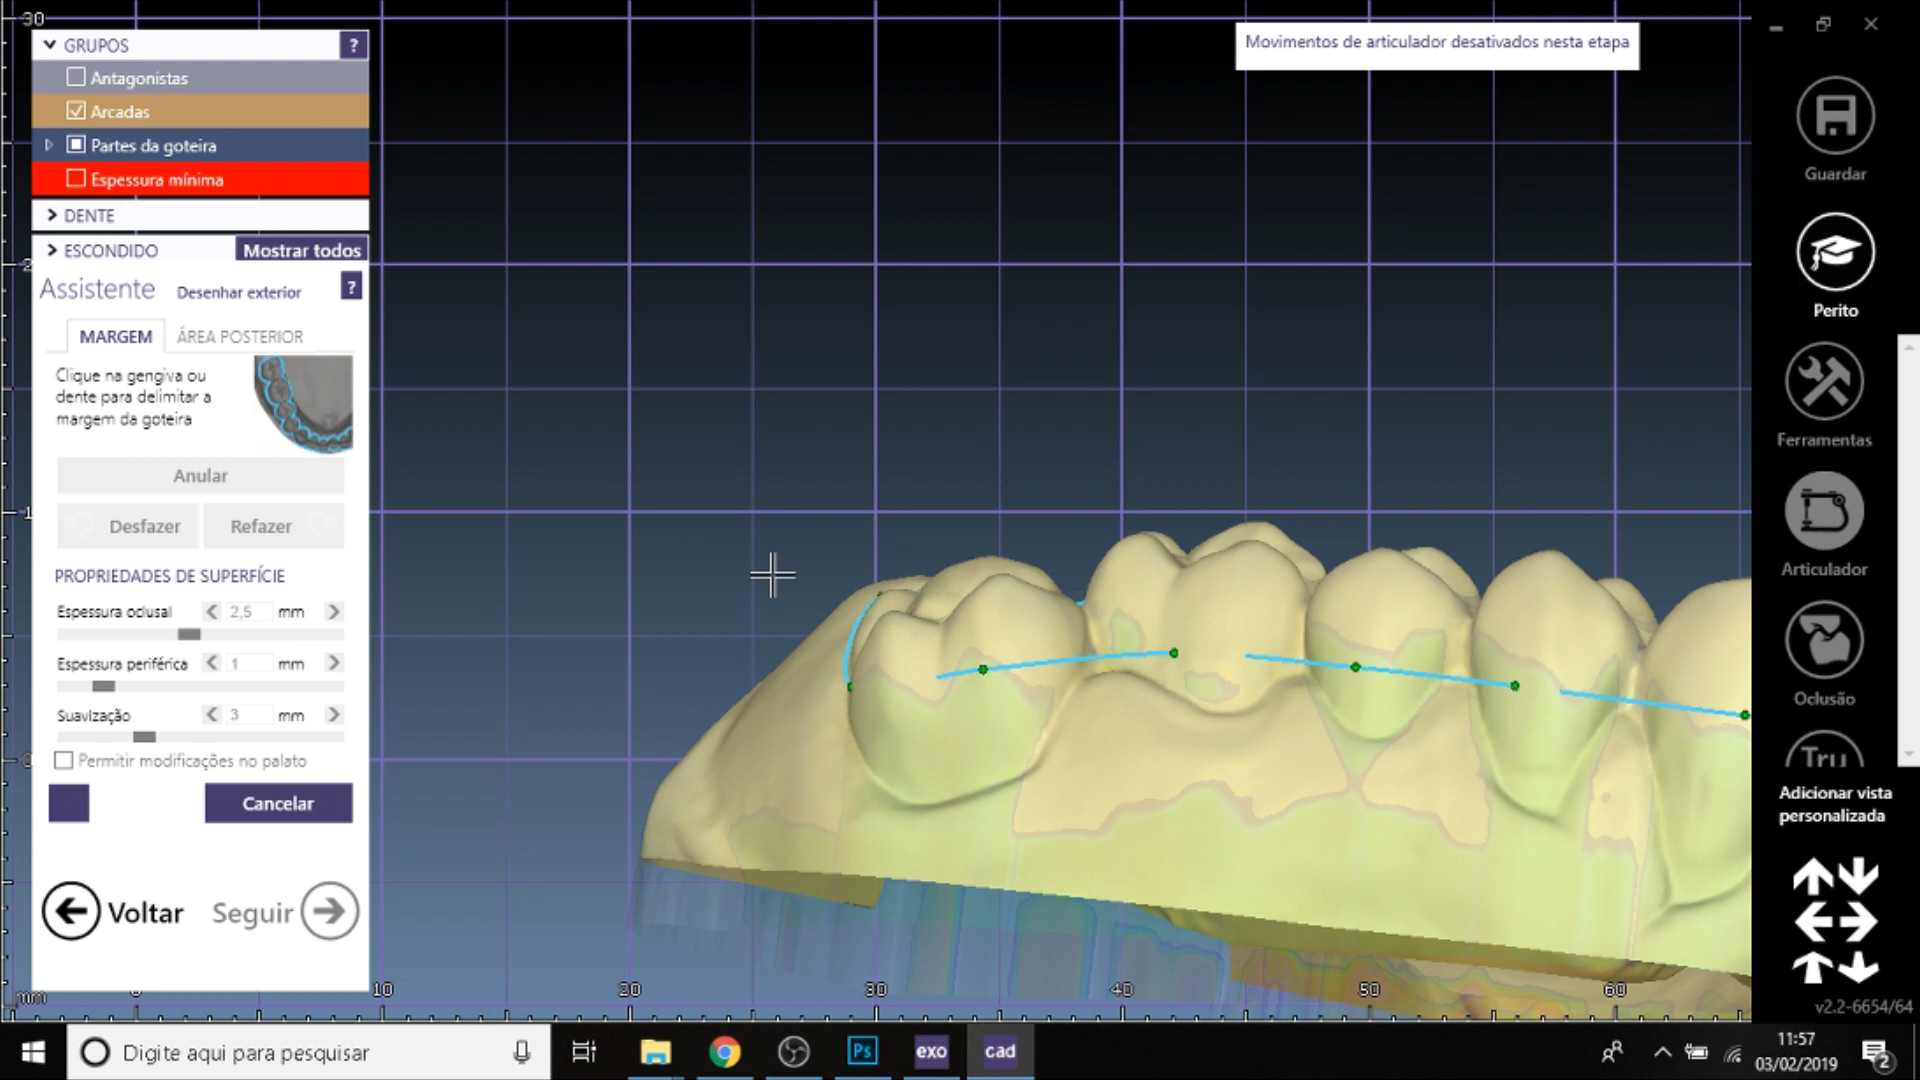 GRUPOS ?
Antagonistas
Arcadas
Partes da goteira
Espessura mínima
DENTE
ESCONDIDO Mostrar todos
Assistente Desenhar exterior ?
MARGEM ÁREA POSTERIOR
Clique na gengiva ou
dente para delimitar a
margem da goteira
Anular
Desfazer Refazer
PROPRIEDADES DE SUPERFÍCIE
Espessura oclusal 2,5 mm
Espessura periférica 1 mm
Suavização 3 mm
Permitir modificações no palato
Cancelar
Voltar Seguir
Movimentos de articulador desativados nesta etapa
Guardar
Perito
Ferramentas
Articulador
Oclusão
Tru
Adicionar vista
personalizada
v2.2-6654/64
30
mm 10 20 30 40 50 60
Digite aqui para pesquisar
Ps
exo
cad
11:57
03/02/2019
2